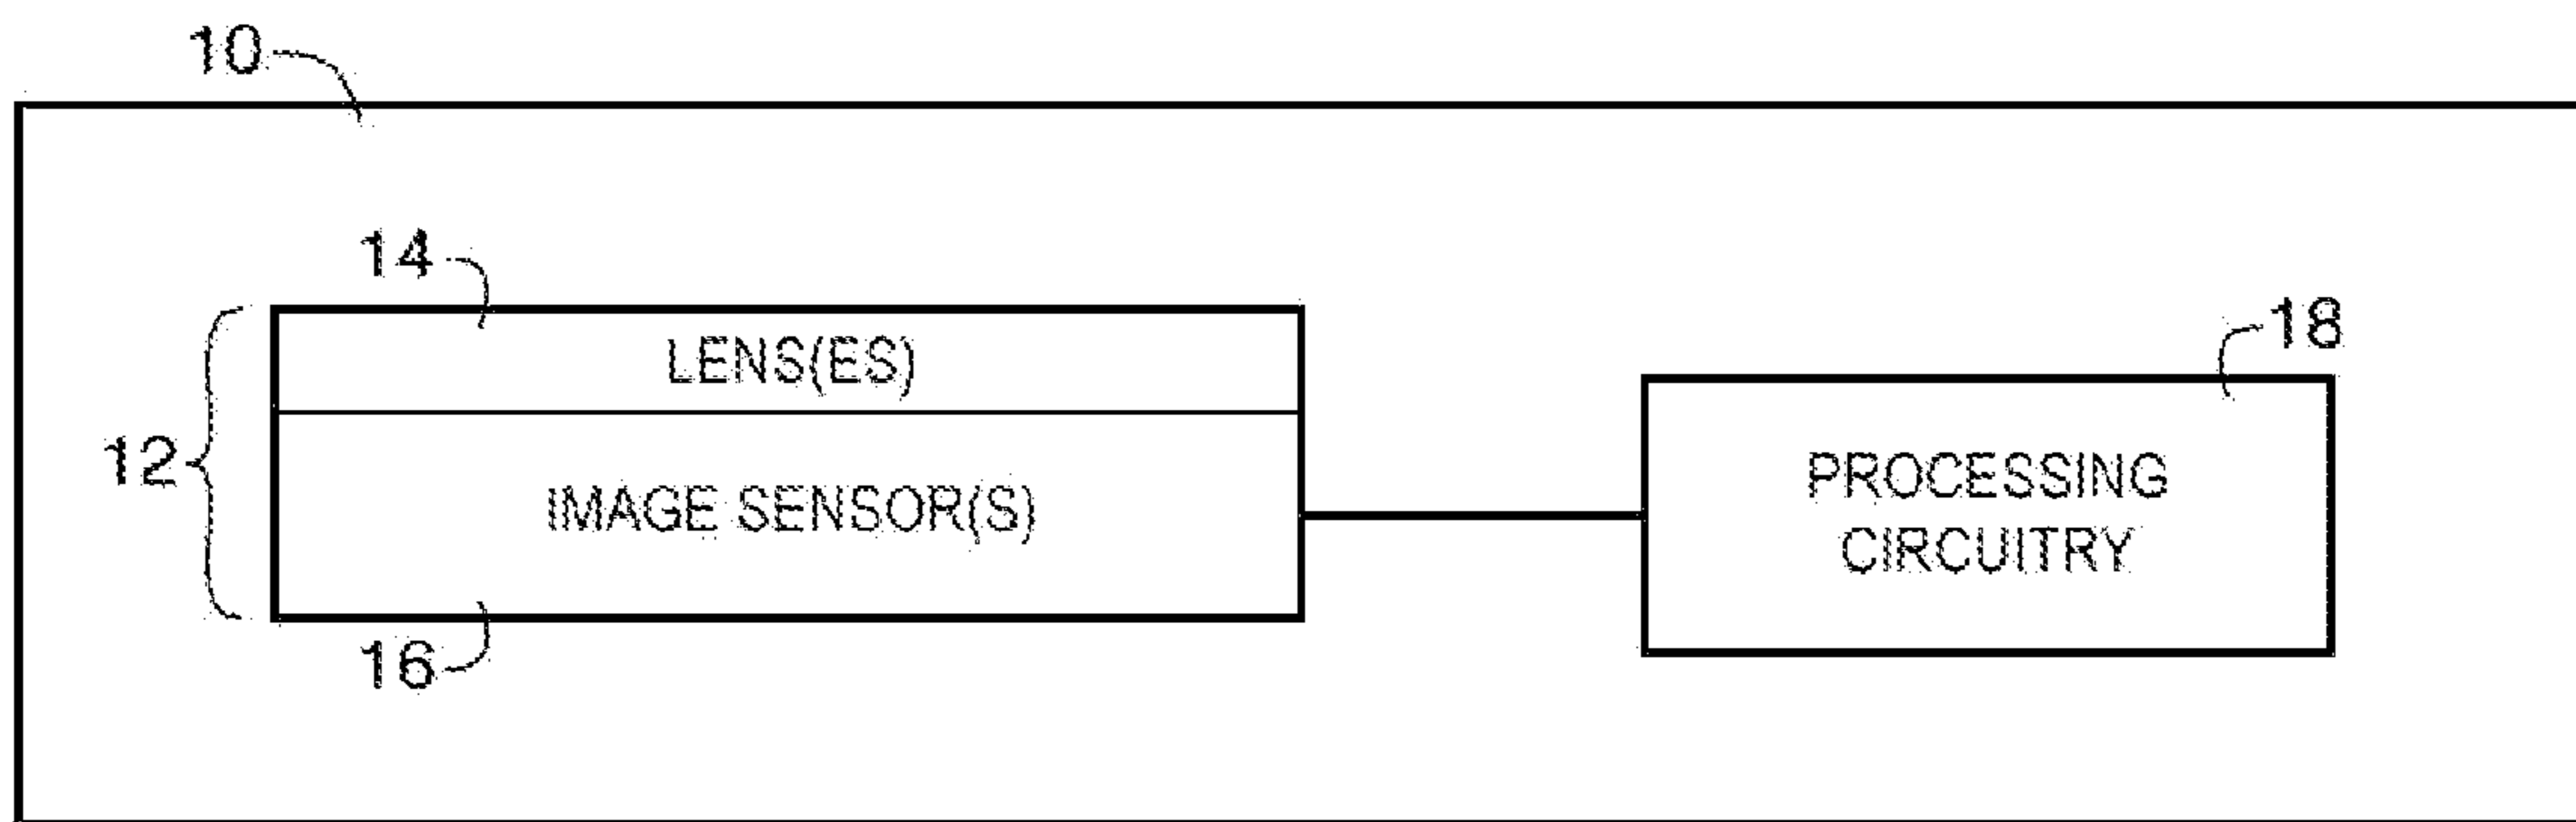 10
14
LENS(ES)
18
12
PROCESSING
IMAGE SENSOR(S)
CIRCUITRY
16